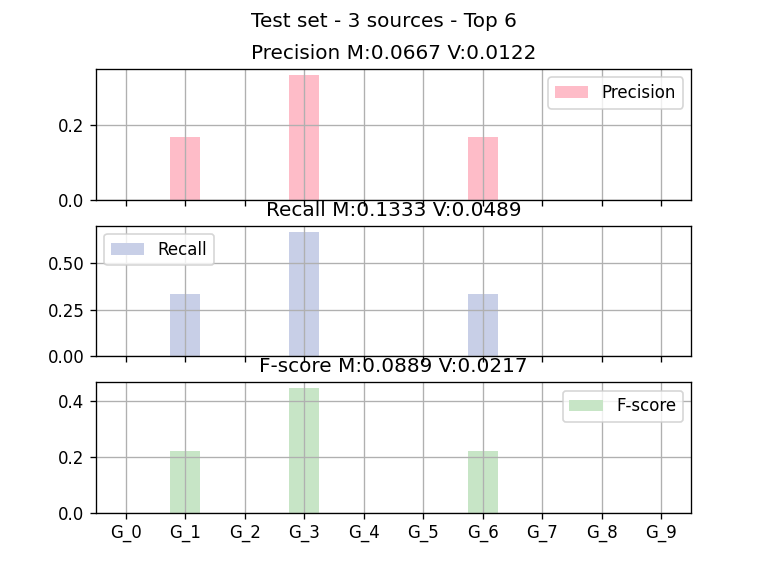 Test set - 3 sources - Top 6
Precision M:0.0667 V:0.0122
Precision
0.2
0.0
Recall M:0.1333 V:0.0489
Recall
0.50
0.25
0.00
F-score M:0.0889 V:0.0217
F-score
0.4
0.2
0.0
G_0 G_1 G_2 G_3 G_4 G_5 G_6 G_7 G_8 G_9